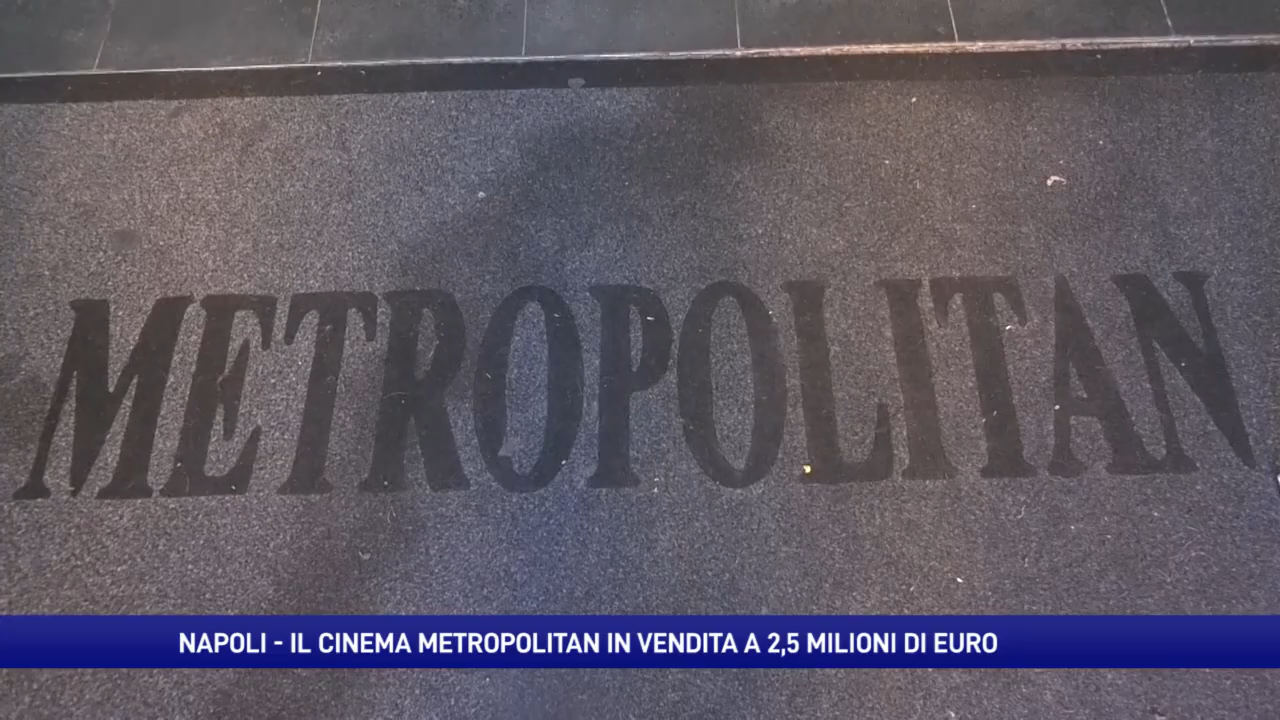 METROPOLITAN
NAPOLI - IL CINEMA METROPOLITAN IN VENDITA A 2,5 MILIONI DI EURO